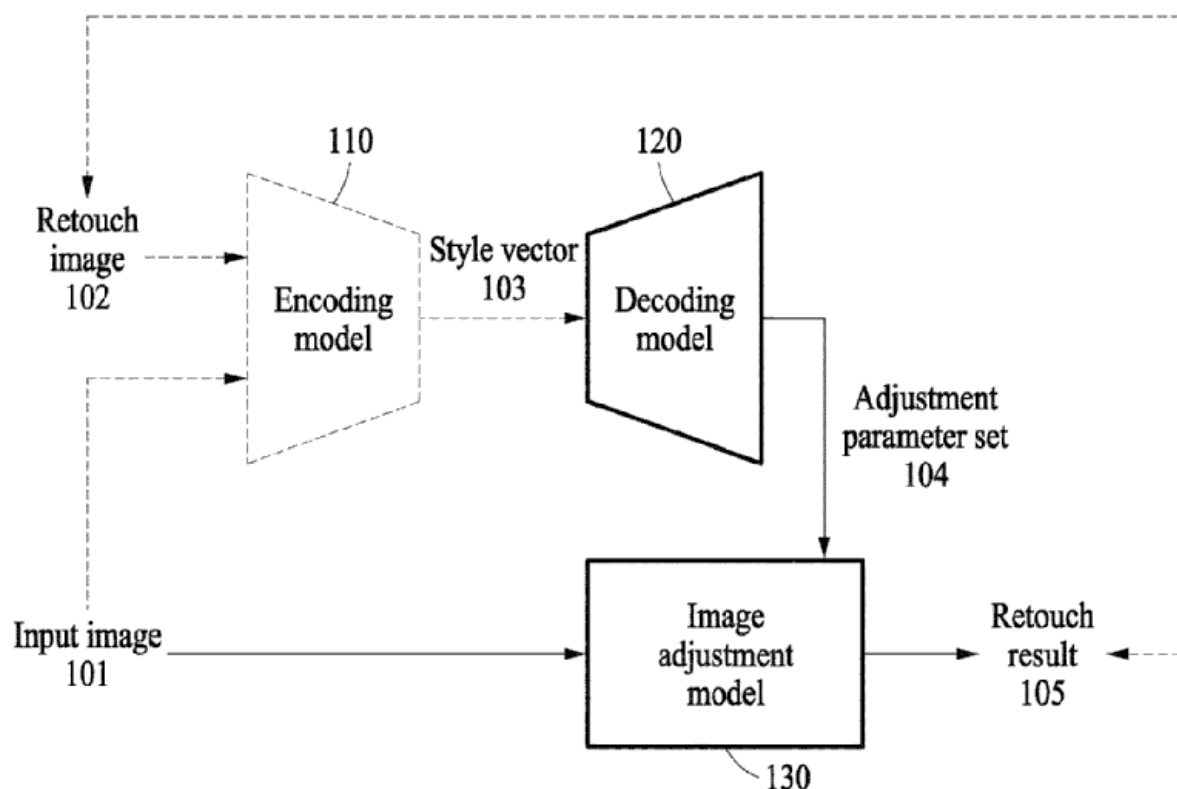 110
120
Retouch
image
102
Style vector
103
Encoding
model
Decoding
model
Adjustment
parameter set
104
Input image
101
Image
adjustment
model
Retouch
result
105
130